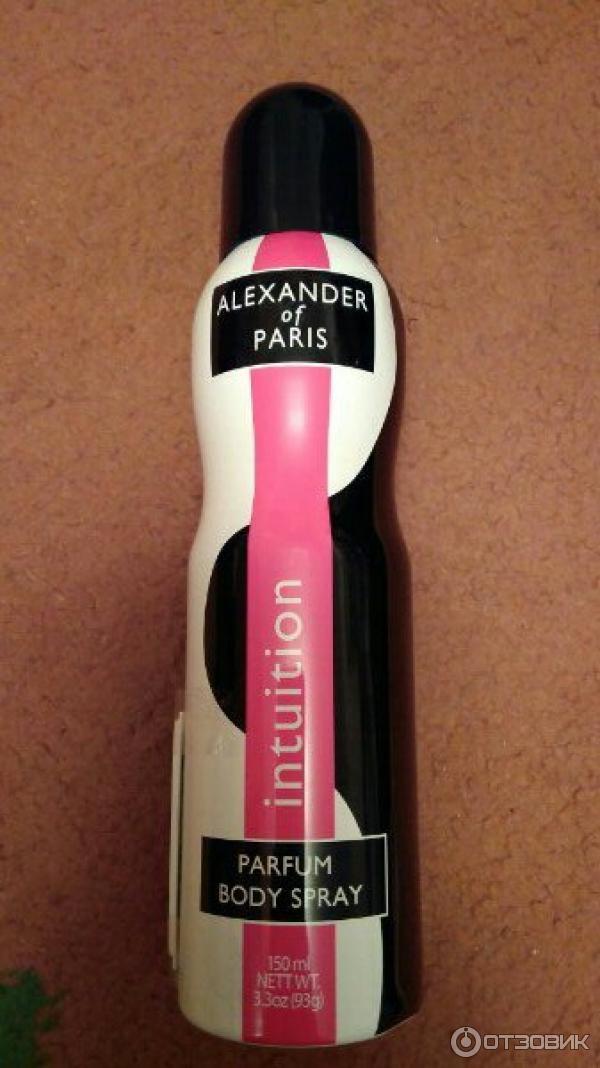 ALEXANDER
of
PARIS
intuition
PARFUM
BODY SPRAY
150 ml
NETT WT.
3.3oz (93g)
ОТЗОВИК